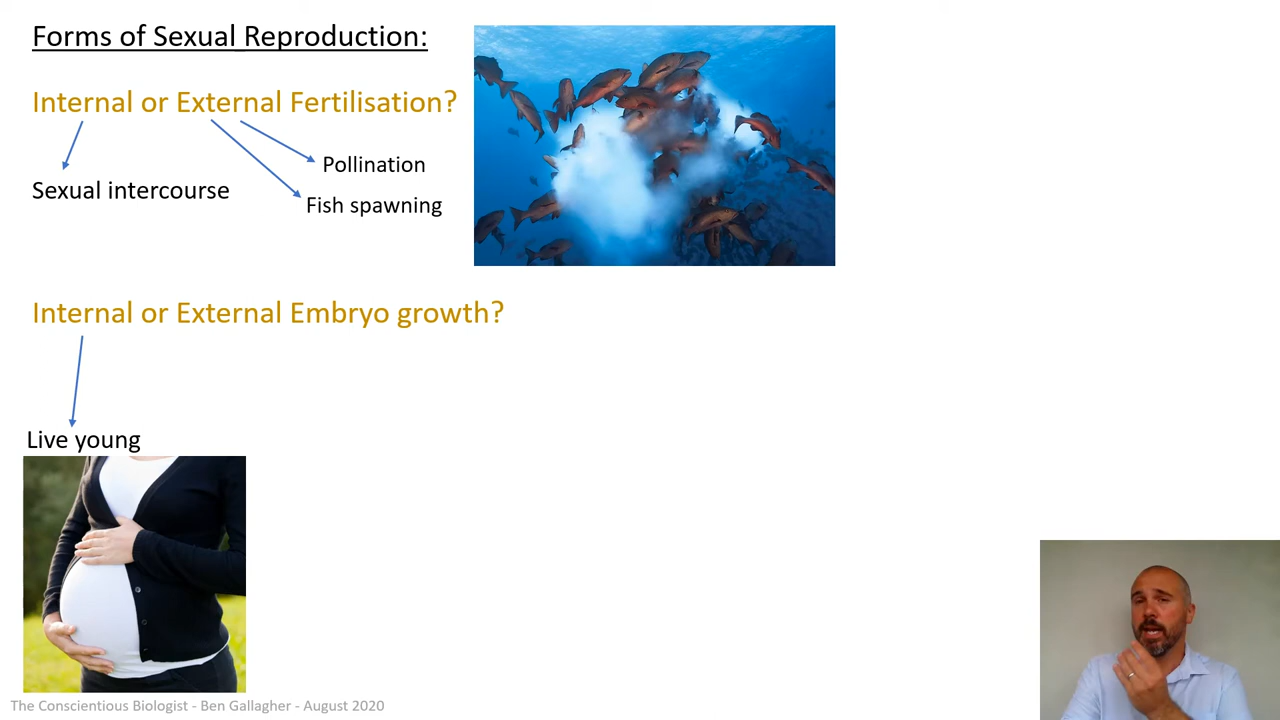 Forms of Sexual Reproduction:
Internal or External Fertilisation?
Pollination
Sexual intercourse
Fish spawning
Internal or External Embryo growth?
Live young
The Conscientious Biologist - Ben Gallagher - August 2020